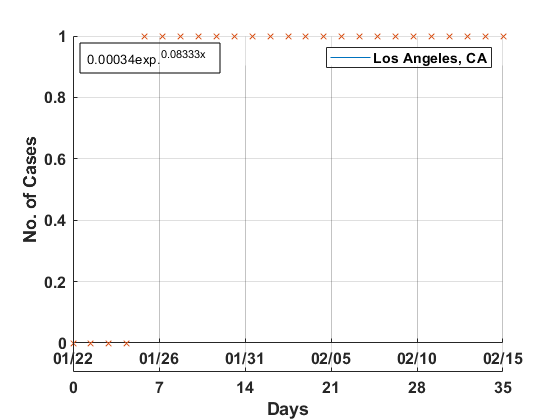 1
0.00034exp.^0.08333x
Los Angeles, CA
0.8
0.6
0.4
0.2
0
No. of Cases
01/22 01/26 01/31 02/05 02/10 02/15
0 7 14 21 28 35
Days